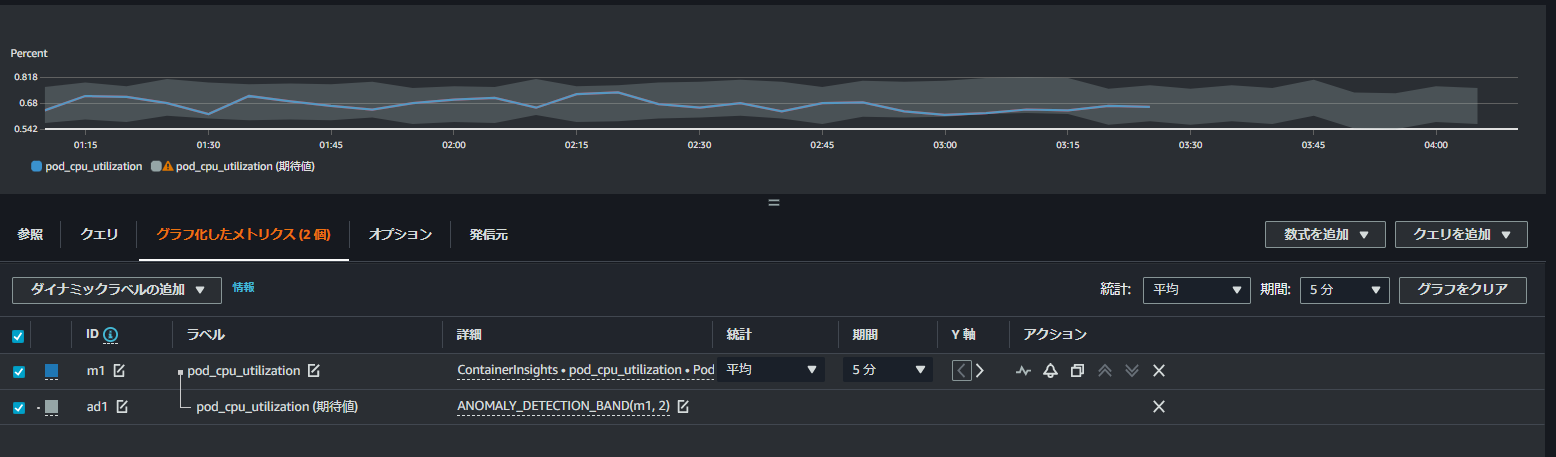 Percent
0.818
0.68
0.542
01:15 01:30 01:45 02:00 02:15 02:30 02:45 03:00 03:15 03:30 03:45 04:00
pod_cpu_utilization pod_cpu_utilization (期待値)
参照 クエリ グラフ化したメトリクス (2 個) オプション 発信元 数式を追加 クエリを追加
ダイナミックラベルの追加 情報 統計: 平均 期間: 5 分 グラフをクリア
ID ラベル 詳細 統計 期間 Y 軸 アクション
m1 pod_cpu_utilization ContainerInsights • pod_cpu_utilization • Pod 平均 5 分
ad1 pod_cpu_utilization (期待値) ANOMALY_DETECTION_BAND(m1, 2)